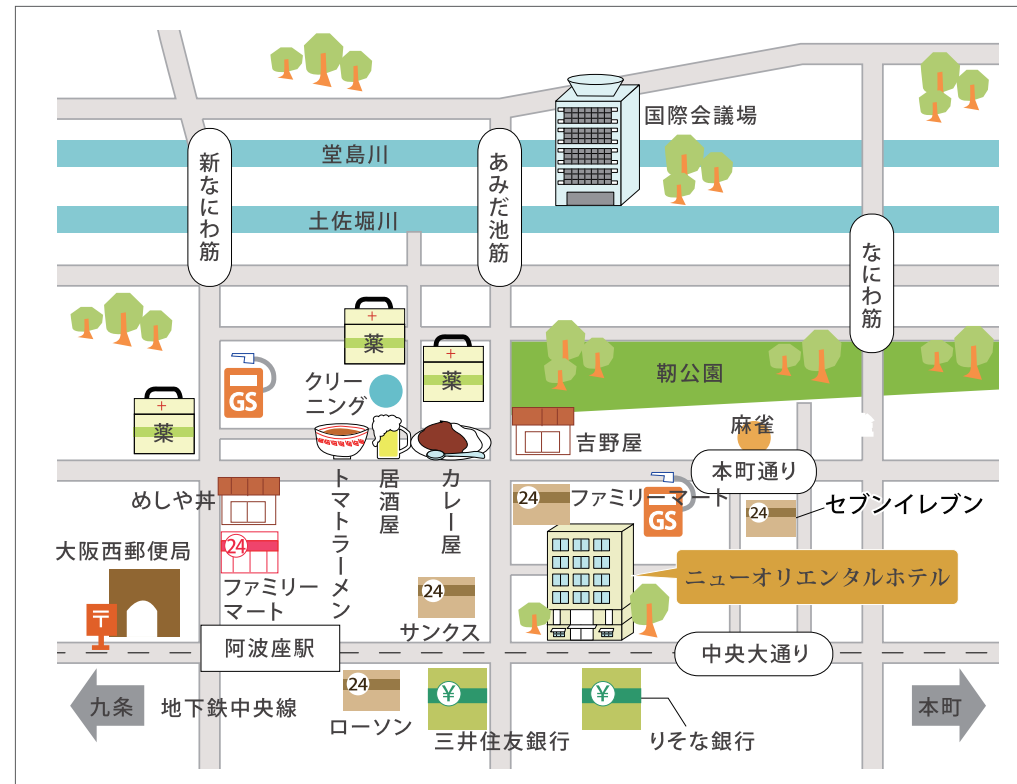 国際会議場
堂島川
土佐堀川
新なにわ筋
あみだ池筋
なにわ筋
薬
薬
薬
GS
クリー
ニング
靭公園
麻雀
吉野屋
本町通り
めしや丼
トマトラーメン
居酒屋
カレー屋
24
ファミリーマート
GS
24
セブンイレブン
24
ファミリー
マート
大阪西郵便局
〒
24
サンクス
ニューオリエンタルホテル
阿波座駅
中央大通り
九条
地下鉄中央線
24
ローソン
¥
三井住友銀行
¥
りそな銀行
本町